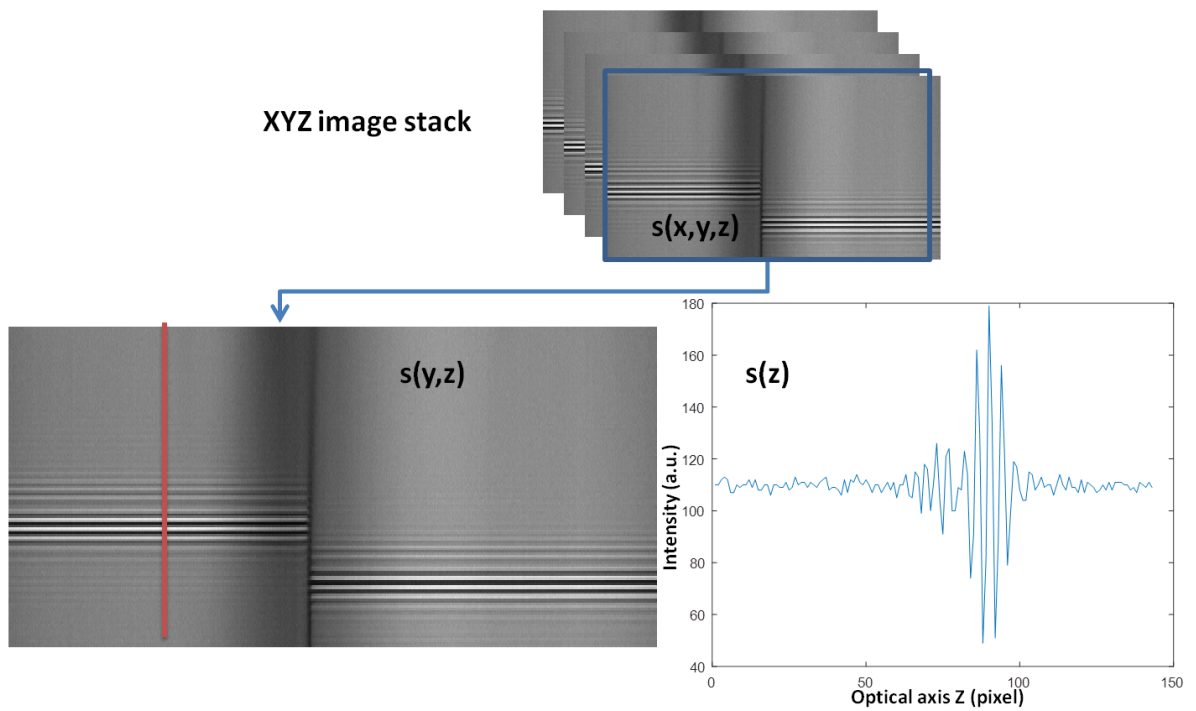 XYZ image stack
s(x,y,z)
s(y,z)
s(z)
180
160
140
120
100
80
60
40
Intensity (a.u.)
0
50
100
150
Optical axis Z (pixel)